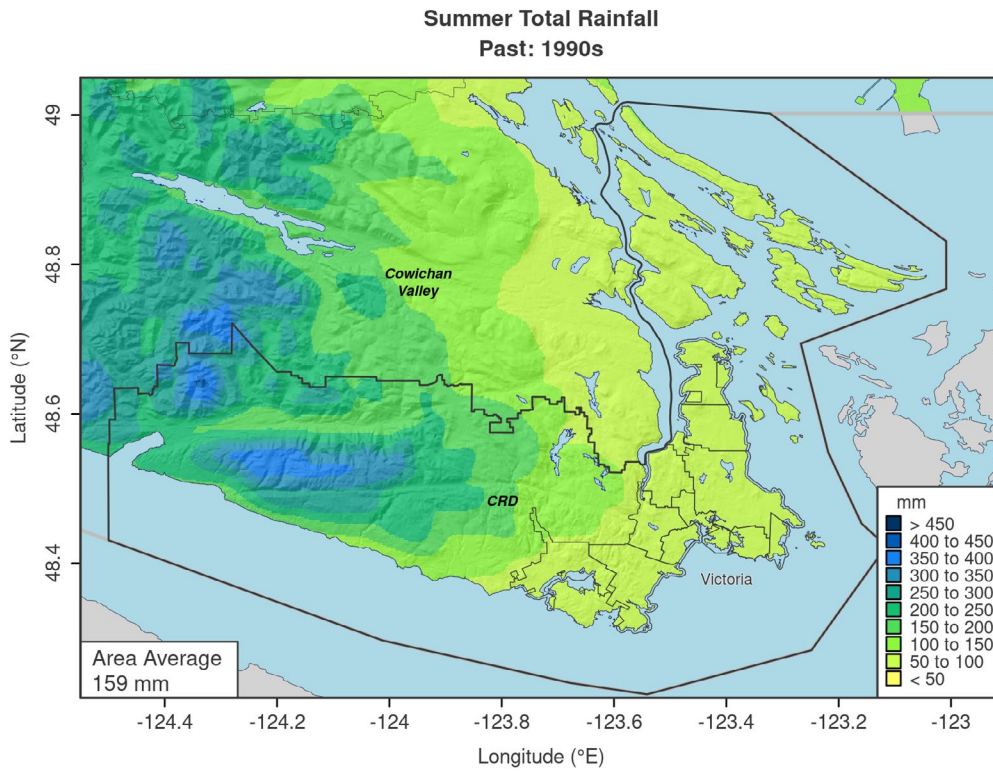 Summer Total Rainfall
Past: 1990s
49
48.8
48.6
48.4
Latitude (°N)
Cowichan
Valley
CRD
Victoria
mm
> 450
400 to 450
350 to 400
300 to 350
250 to 300
200 to 250
150 to 200
100 to 150
50 to 100
< 50
Area Average
159 mm
-124.4
-124.2
-124
-123.8
-123.6
-123.4
-123.2
-123
Longitude (°E)